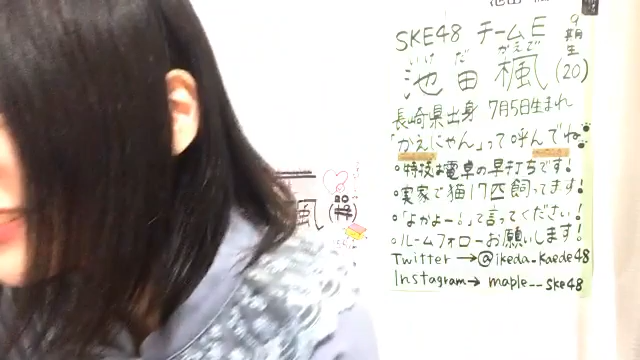 SKE48 チームE 9期生
いけ だ かえで
池田楓(20)
長崎県出身 7月5日生まれ
「かえにゃん」って呼んでね
○特技は電卓の早打ちです!
○実家で猫17匹飼ってます!
○「よかよー!」て言ってください!
○ルームフォローお願いします!
Twitter→@ikeda_kaede48
Instagram→ maple__ske48
楓(20)